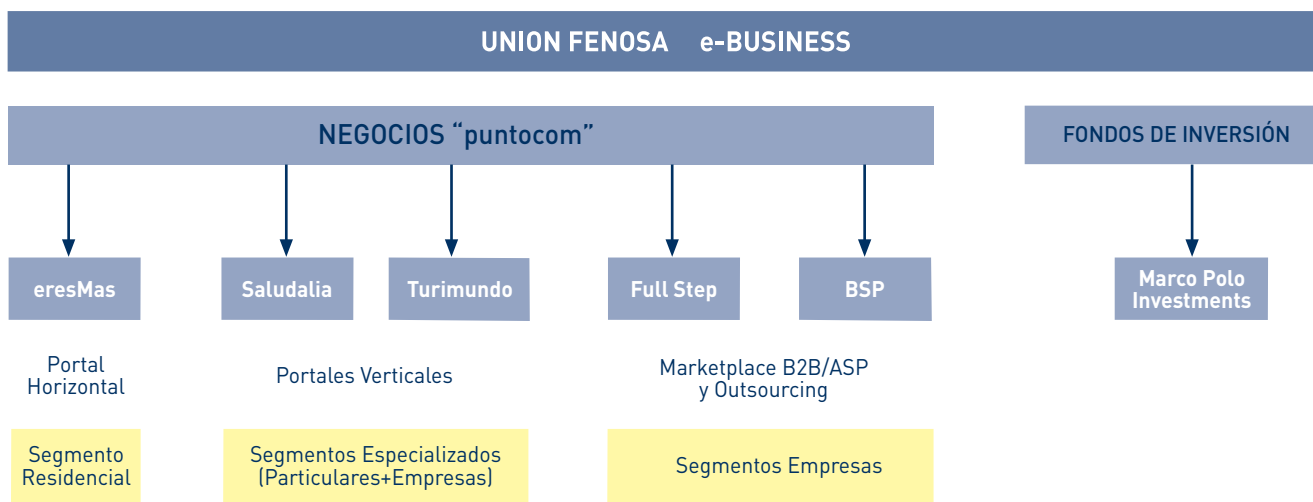 UNION FENOSA e-BUSINESS
NEGOCIOS “puntocom”
FONDOS DE INVERSIÓN
eresMas
Saludalia
Turimundo
Full Step
BSP
Marco Polo
Investments
Portal
Horizontal
Portales Verticales
Marketplace B2B/ASP
y Outsourcing
Segmento
Residencial
Segmentos Especializados
(Particulares+Empresas)
Segmentos Empresas